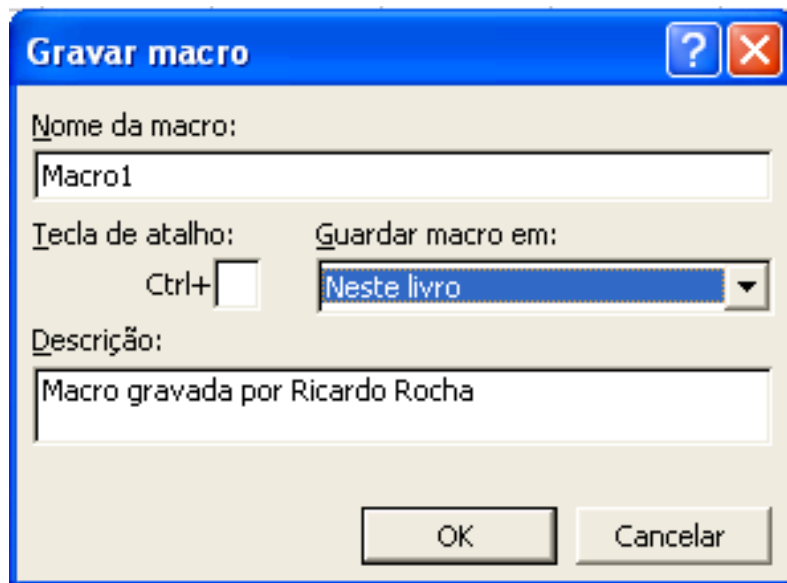 Gravar macro
Nome da macro:
Macro1
Tecla de atalho: Guardar macro em:
Ctrl+ Neste livro
Descrição:
Macro gravada por Ricardo Rocha
OK Cancelar